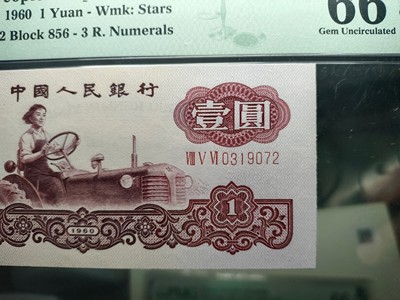 1960 1 Yuan - Wmk: Stars
2 Block 856 - 3 R. Numerals
66
Gem Uncirculated
中國人民銀行
壹圓
VIII V VI 0319072
1
1960